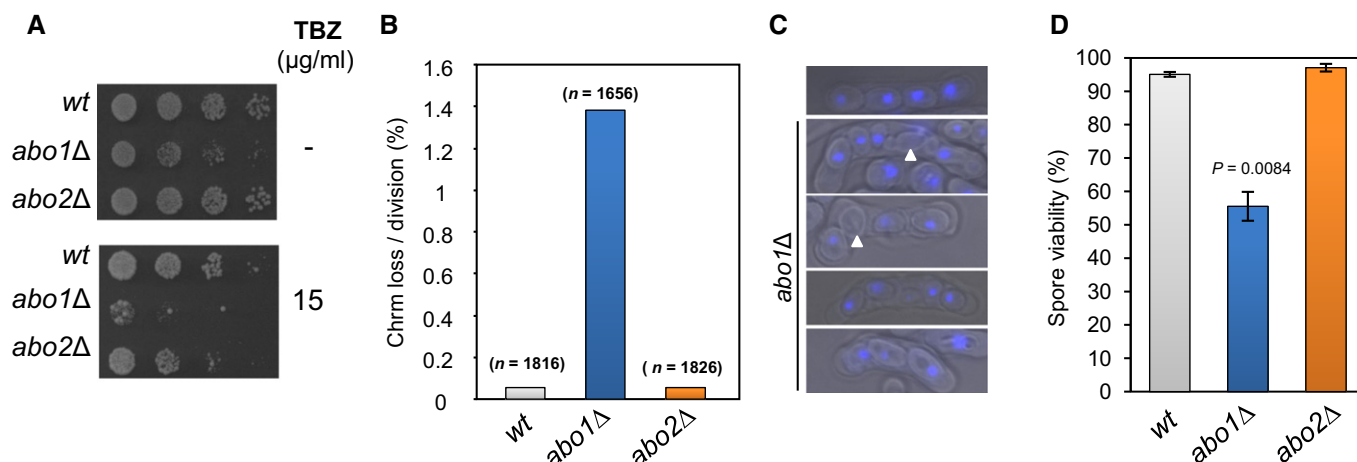 A
TBZ
(µg/ml)
wt
abo1Δ
abo2Δ
-
wt
abo1Δ
abo2Δ
15
B
Chrm loss / division (%)
1.6
1.4
1.2
1
0.8
0.6
0.4
0.2
0
(n = 1816)
(n = 1656)
( n = 1826)
wt
abo1Δ
abo2Δ
C
abo1Δ
D
Spore viability (%)
100
90
80
70
60
50
40
30
20
10
0
P = 0.0084
wt
abo1Δ
abo2Δ